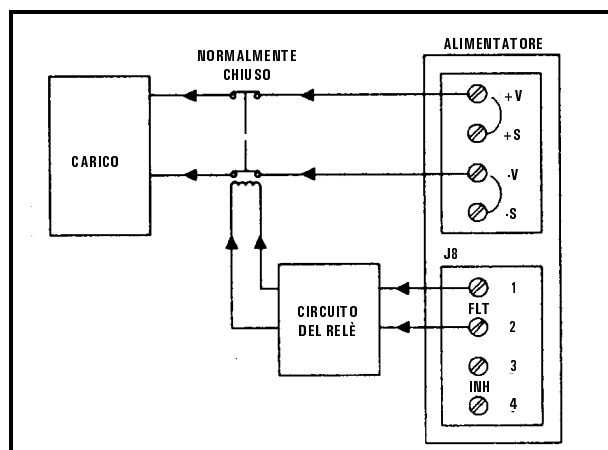 NORMALMENTE
CHIUSO
ALIMENTATORE
CARICO
+V
+S
-V
-S
J8
CIRCUITO
DEL RELÈ
1
FLT
2
3
INH
4